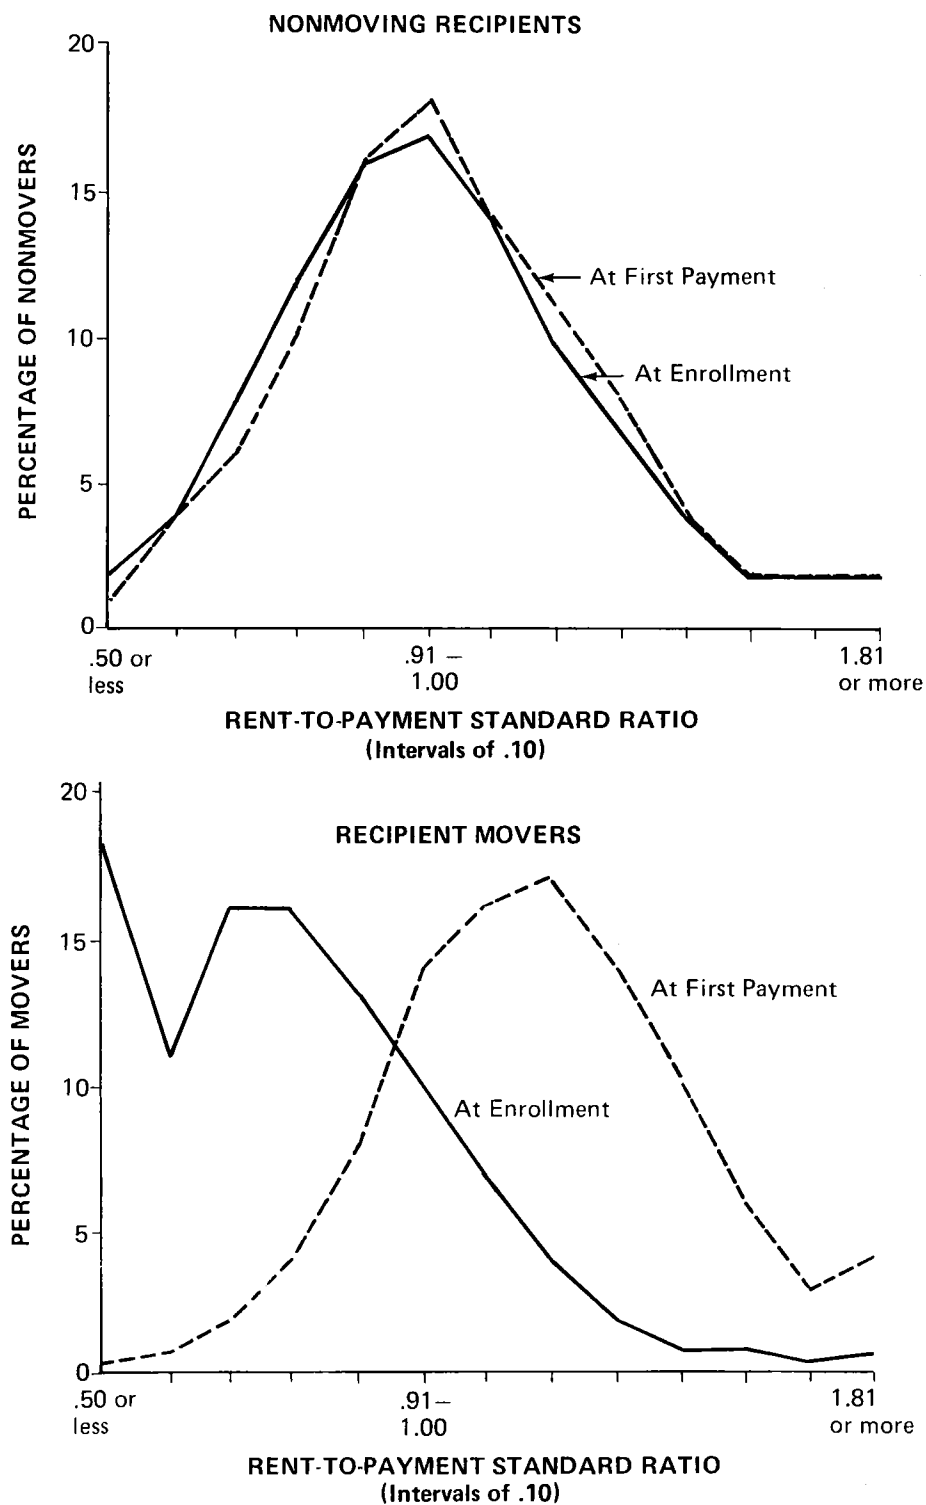 NONMOVING RECIPIENTS
20
15
10
5
0
PERCENTAGE OF NONMOVERS
At First Payment
At Enrollment
.50 or
less
.91 –
1.00
1.81
or more
RENT-TO-PAYMENT STANDARD RATIO
(Intervals of .10)
20
15
10
5
0
PERCENTAGE OF MOVERS
RECIPIENT MOVERS
At First Payment
At Enrollment
.50 or
less
.91–
1.00
1.81
or more
RENT-TO-PAYMENT STANDARD RATIO
(Intervals of .10)